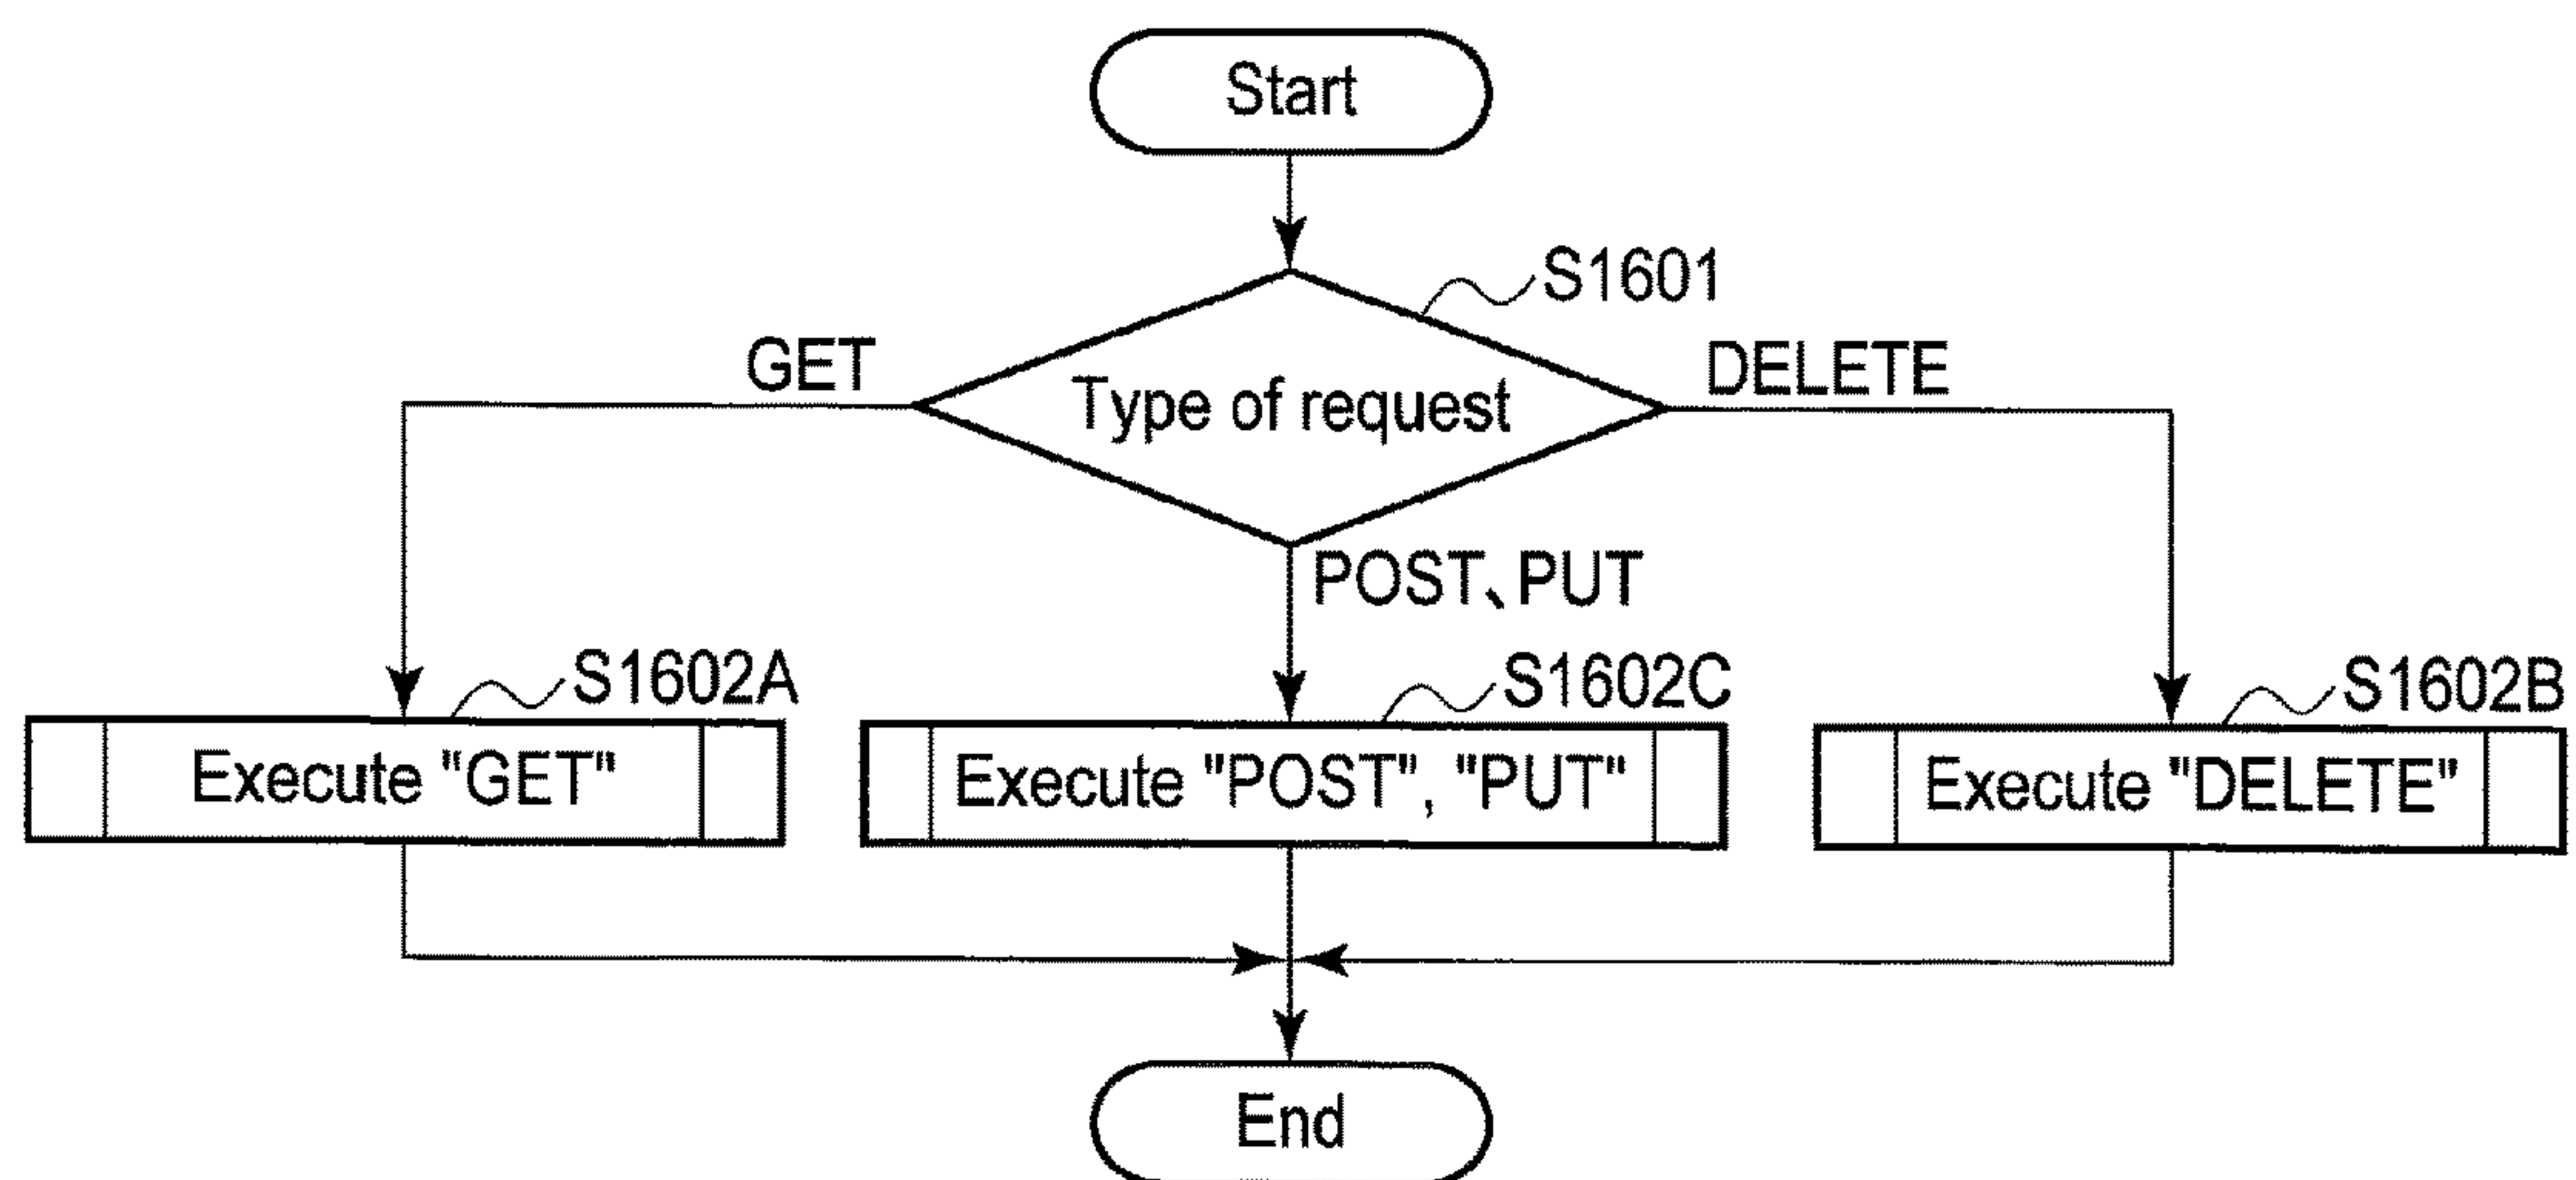 Start
S1601
GET
Type of request
DELETE
POST、PUT
S1602A
S1602C
S1602B
Execute "GET"
Execute "POST", "PUT"
Execute "DELETE"
End